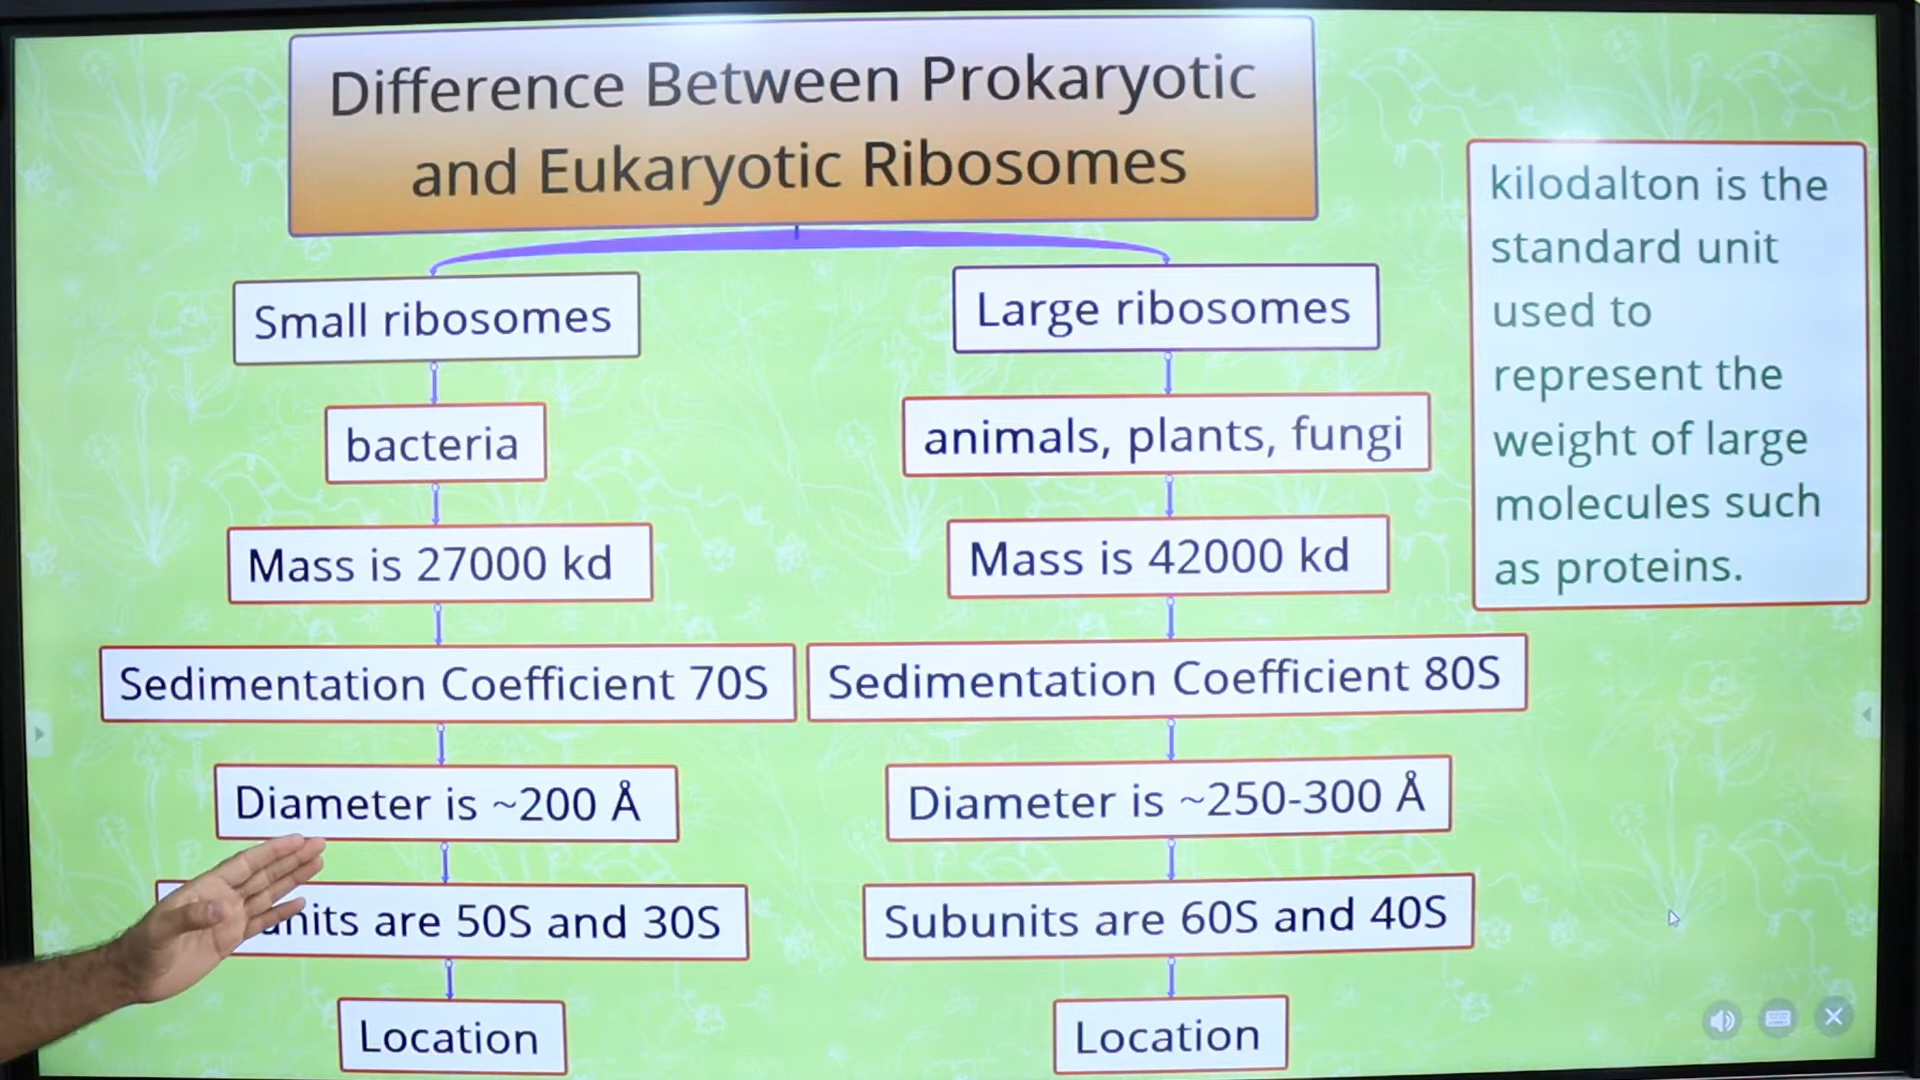 Difference Between Prokaryotic
and Eukaryotic Ribosomes
Small ribosomes
bacteria
Mass is 27000 kd
Sedimentation Coefficient 70S
Diameter is ~200 Å
are 50S and 30S
Location
Large ribosomes
animals, plants, fungi
Mass is 42000 kd
Sedimentation Coefficient 80S
Diameter is ~250-300 Å
Subunits are 60S and 40S
Location
kilodalton is the
standard unit
used to
represent the
weight of large
molecules such
as proteins.